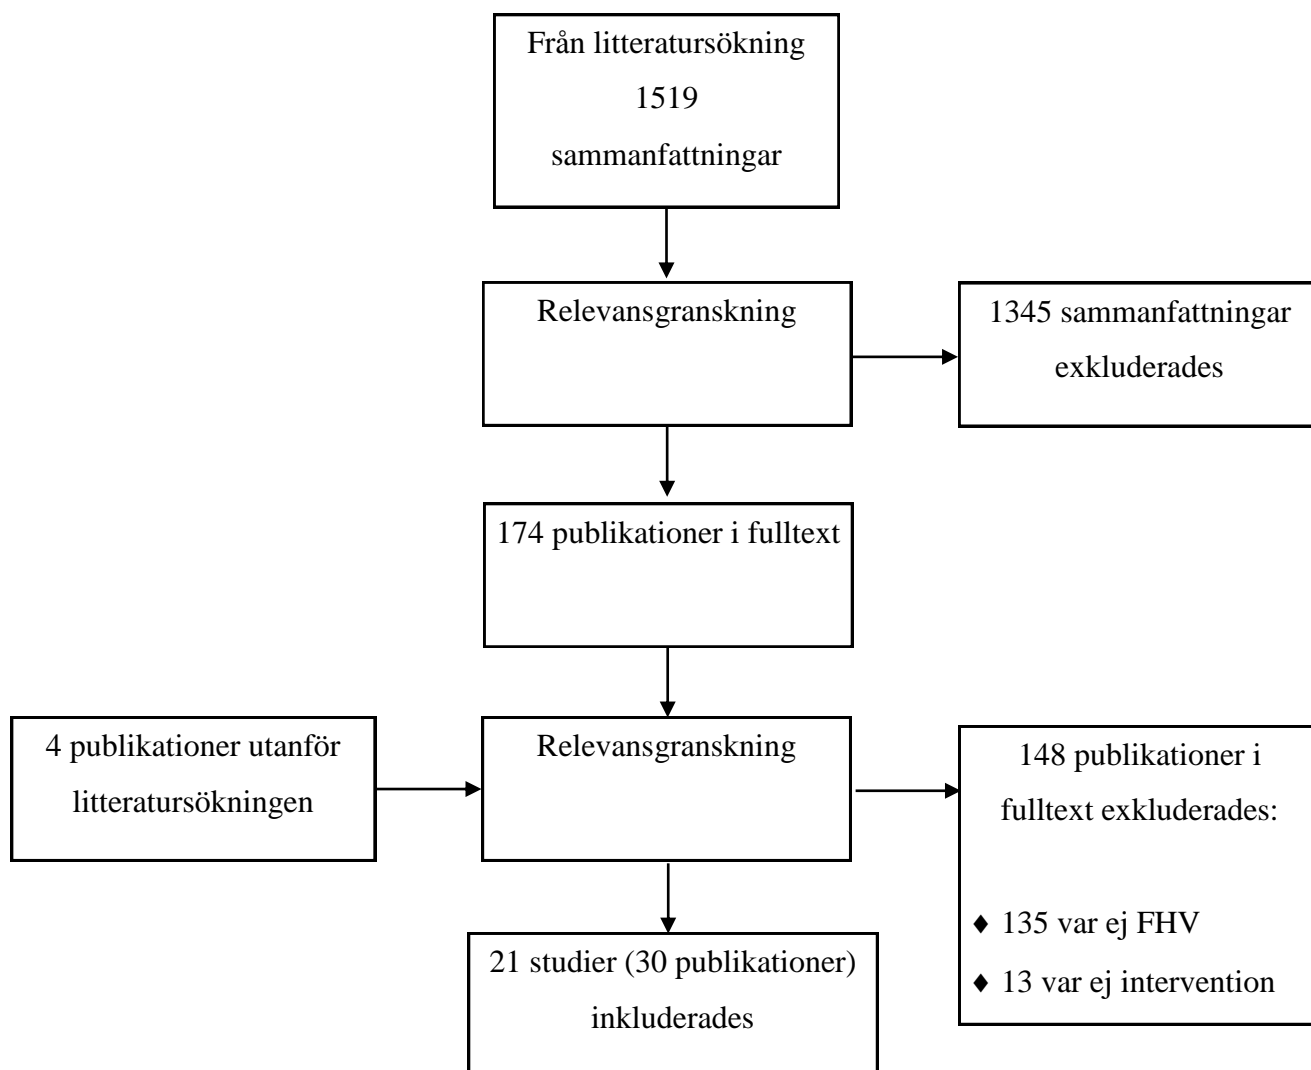 Från litteratursökning
1519
sammanfattningar
Relevansgranskning
1345 sammanfattningar
exkluderades
174 publikationer i fulltext
4 publikationer utanför
litteratursökningen
Relevansgranskning
148 publikationer i
fulltext exkluderades:
♦ 135 var ej FHV
♦ 13 var ej intervention
21 studier (30 publikationer)
inkluderades